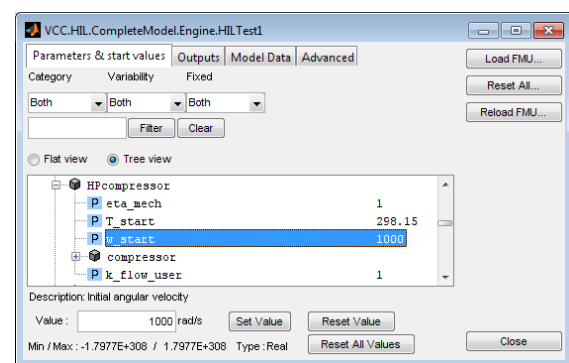 VCC.HIL.CompleteModel.Engine.HILTest1
Parameters & start values Outputs Model Data Advanced
Load FMU...
Reset All...
Reload FMU...
Category Variability Fixed
Both Both Both
Filter Clear
Flat view Tree view
HPcompressor
P eta_mech 1
P T_start 298.15
P w_start 1000
compressor
P k_flow_user 1
Description: Initial angular velocity
Value : 1000 rad/s Set Value Reset Value
Min / Max : -1.7977E+308 / 1.7977E+308 Type : Real Reset All Values
Close